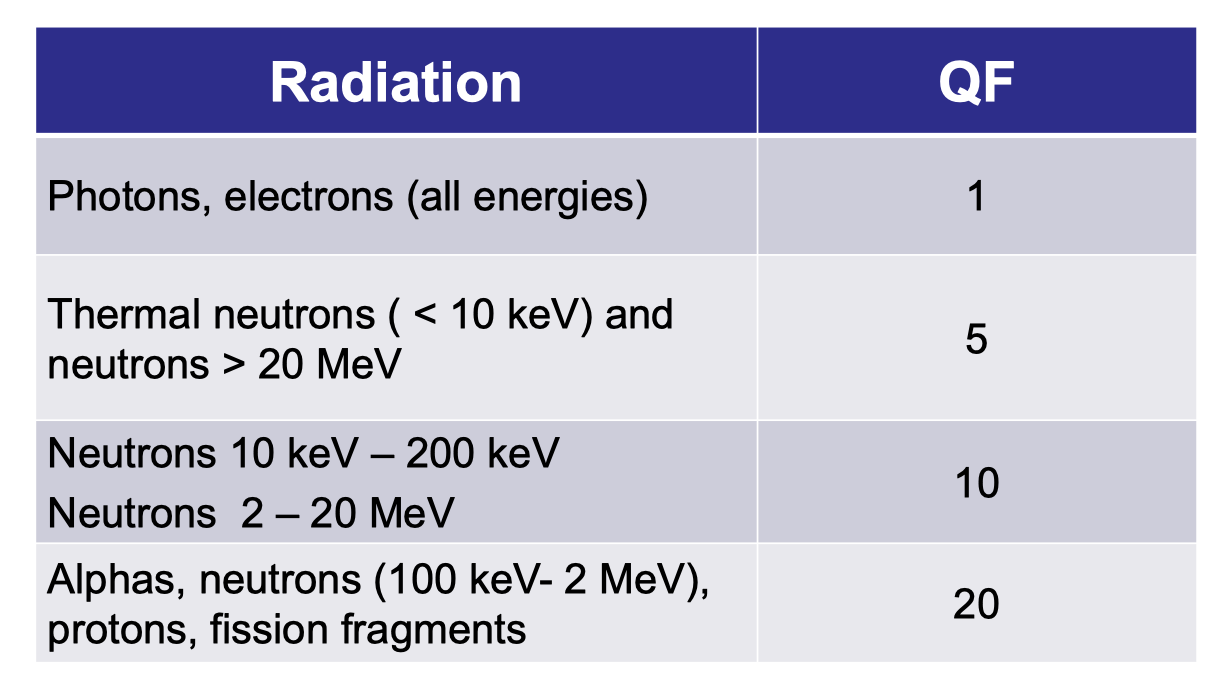 Radiation QF
Photons, electrons (all energies) 1
Thermal neutrons ( < 10 keV) and
neutrons > 20 MeV
5
Neutrons 10 keV – 200 keV
Neutrons  2 – 20 MeV
10
Alphas, neutrons (100 keV- 2 MeV),
protons, fission fragments
20